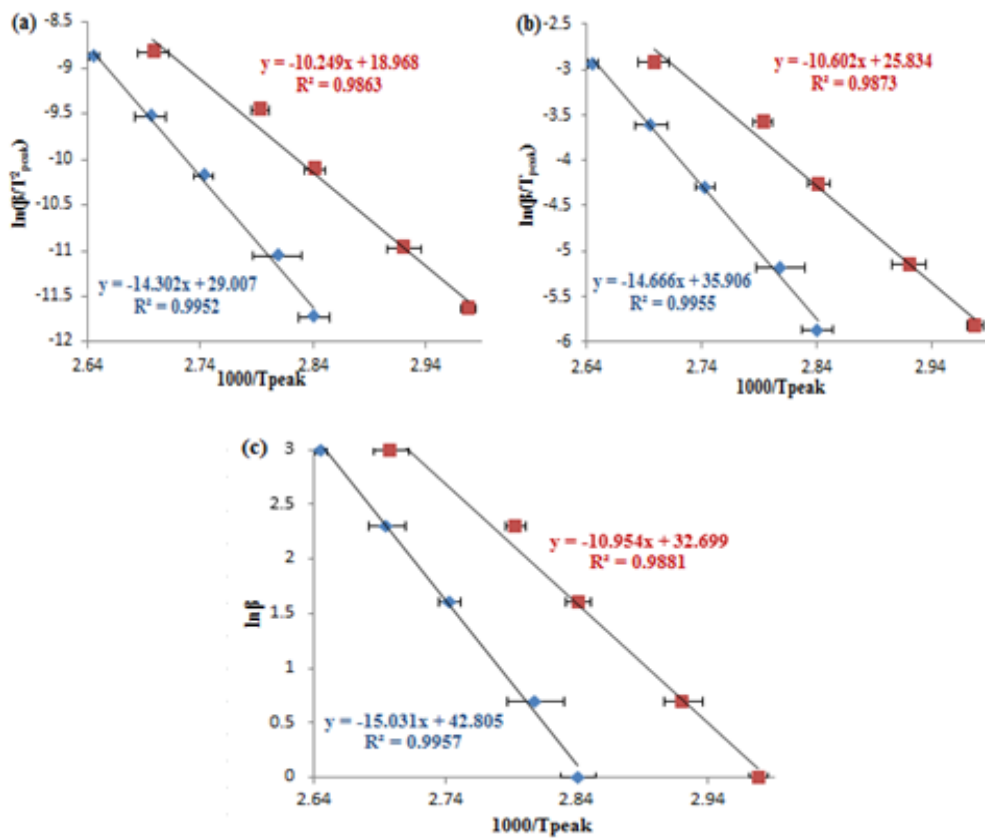 (a)
-8.5
-9
-9.5
-10
-10.5
-11
-11.5
-12
ln(β/T²peak)
y = -10.249x + 18.968
R² = 0.9863
y = -14.302x + 29.007
R² = 0.9952
2.64 2.74 2.84 2.94
1000/Tpeak
(b)
-2.5
-3
-3.5
-4
-4.5
-5
-5.5
-6
ln(β/Tpeak)
y = -10.602x + 25.834
R² = 0.9873
y = -14.666x + 35.906
R² = 0.9955
2.64 2.74 2.84 2.94
1000/Tpeak
(c)
3
2.5
2
1.5
1
0.5
0
ln β
y = -10.954x + 32.699
R² = 0.9881
y = -15.031x + 42.805
R² = 0.9957
2.64 2.74 2.84 2.94
1000/Tpeak